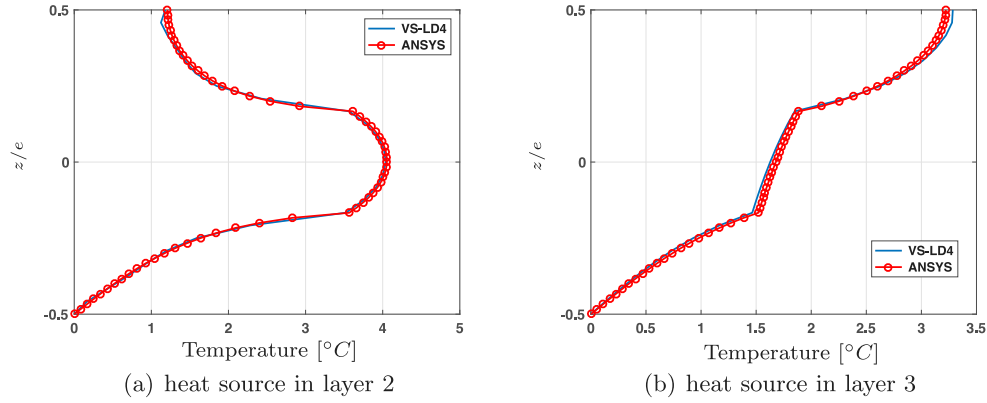 0.5
0
-0.5
z/e
VS-LD4
ANSYS
0 1 2 3 4 5
Temperature [°C]
(a) heat source in layer 2
0.5
0
-0.5
z/e
VS-LD4
ANSYS
0 0.5 1 1.5 2 2.5 3 3.5
Temperature [°C]
(b) heat source in layer 3